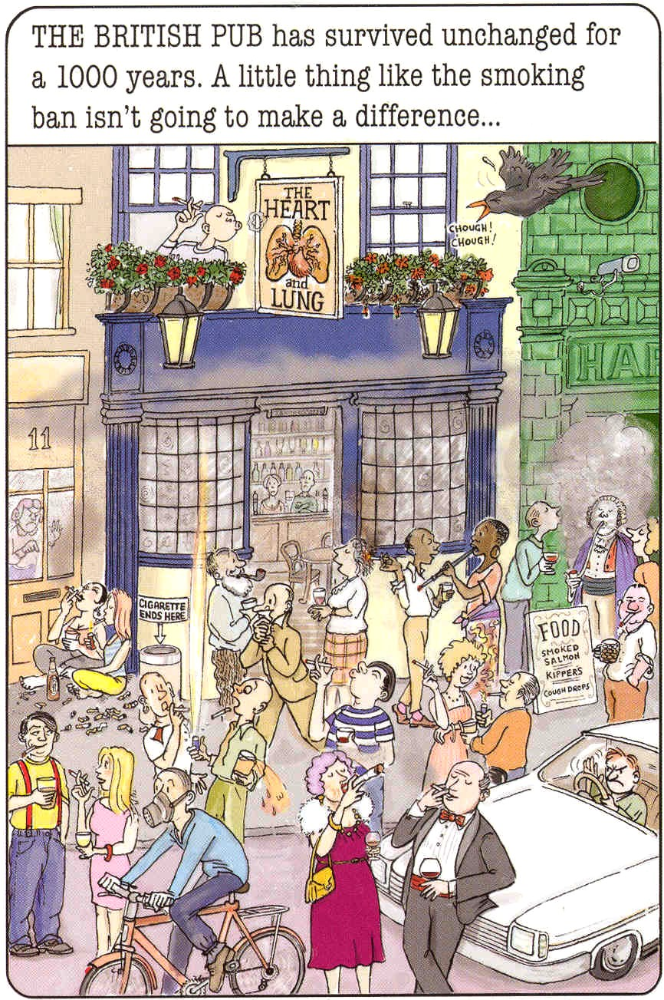 THE BRITISH PUB has survived unchanged for
a 1000 years. A little thing like the smoking
ban isn't going to make a difference...
THE
HEART
and
LUNG
CHOUGH!
CHOUGH!
HAR
11
CIGARETTE
ENDS HERE
FOOD
SMOKED
SALMON
KIPPERS
COUGH DROPS